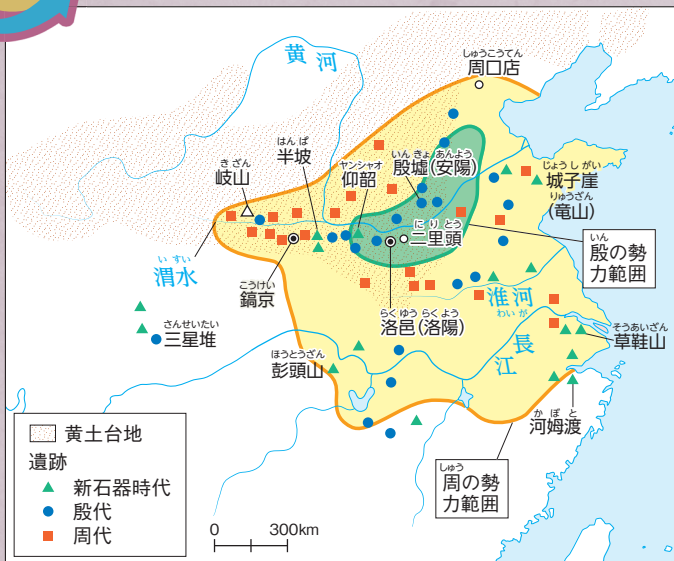 しゅうこうてん
周口店
黄河
はんぱ
半坡
きざん
岐山
ヤンシャオ
仰韶
いんきょ あんよう
殷墟(安陽)
じょうしがい
城子崖
りゅうざん
(竜山)
にりとう
二里頭
いん
殷の勢
力範囲
いすい
渭水
こうけい
鎬京
らくゆう らくよう
洛邑(洛陽)
淮河
わいが
さんせいたい
三星堆
ほうとうざん
彭頭山
長江
そうあいざん
草鞋山
かぼと
河姆渡
しゅう
周の勢
力範囲
黄土台地
遺跡
新石器時代
殷代
周代
0 300km